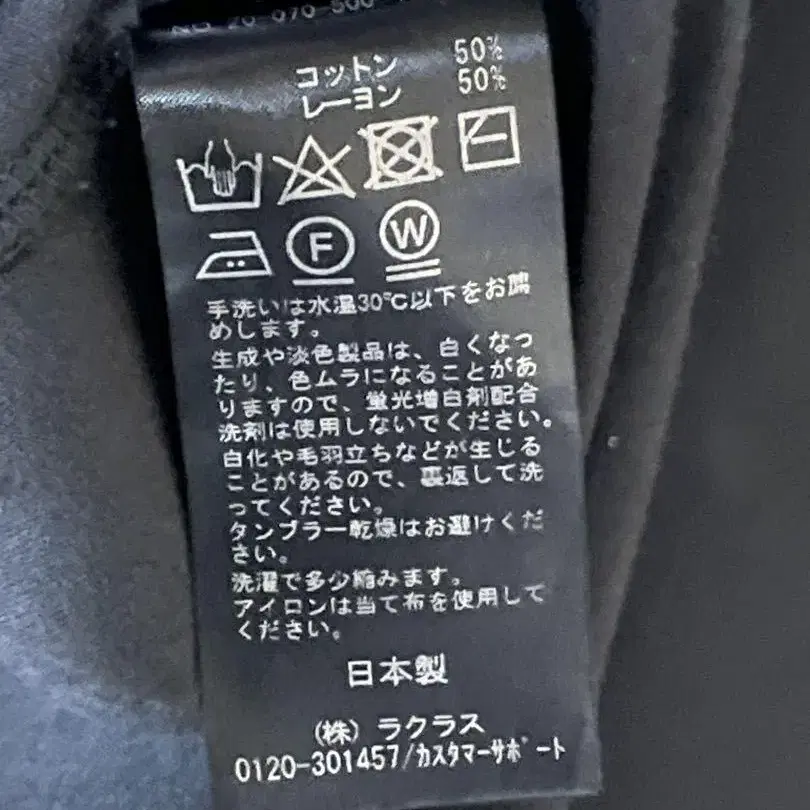 コットン 50%
レーヨン 50%
F
W
手洗いは水温30℃以下をお薦
めします。
生成や淡色製品は、白くなっ
たり、色ムラになることがあ
りますので、蛍光増白剤配合
洗剤は使用しないでください。
白化や毛羽立ちなどが生じる
ことがあるので、裏返して洗
ってください。
タンブラー乾燥はお避けくだ
さい。
洗濯で多少縮みます。
アイロンは当て布を使用して
ください。
日本製
(株) ラクラス
0120-301457/カスタマーサポート